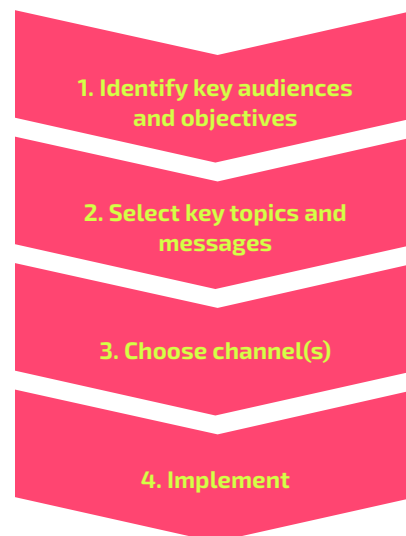 1. Identify key audiences
and objectives
2. Select key topics and
messages
3. Choose channel(s)
4. Implement